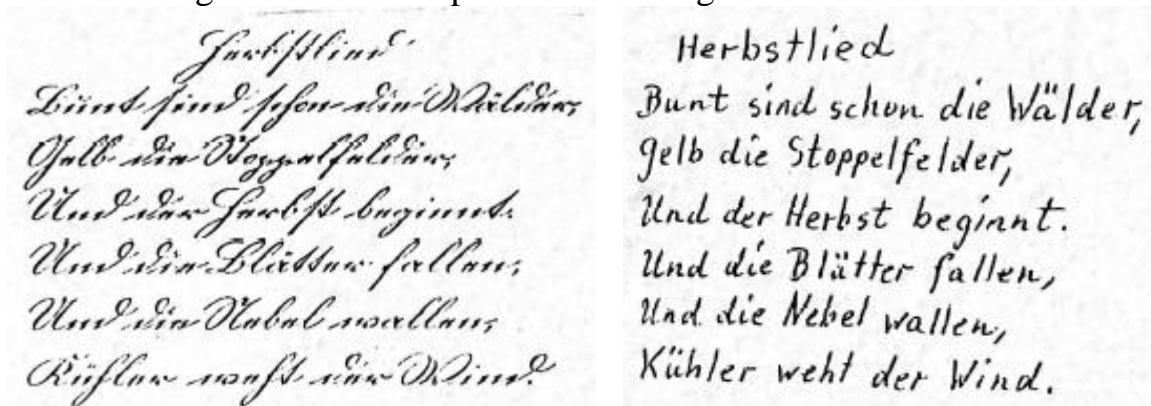 Herbstlied
Bunt sind schon die Wälder,
Gelb die Stoppelfelder,
Und der Herbst beginnt.
Und die Blätter fallen,
Und die Nebel wallen,
Kühler weht der Wind.
Herbstlied
Bunt sind schon die Wälder,
gelb die Stoppelfelder,
Und der Herbst beginnt.
Und die Blätter fallen,
Und die Nebel wallen,
Kühler weht der Wind.